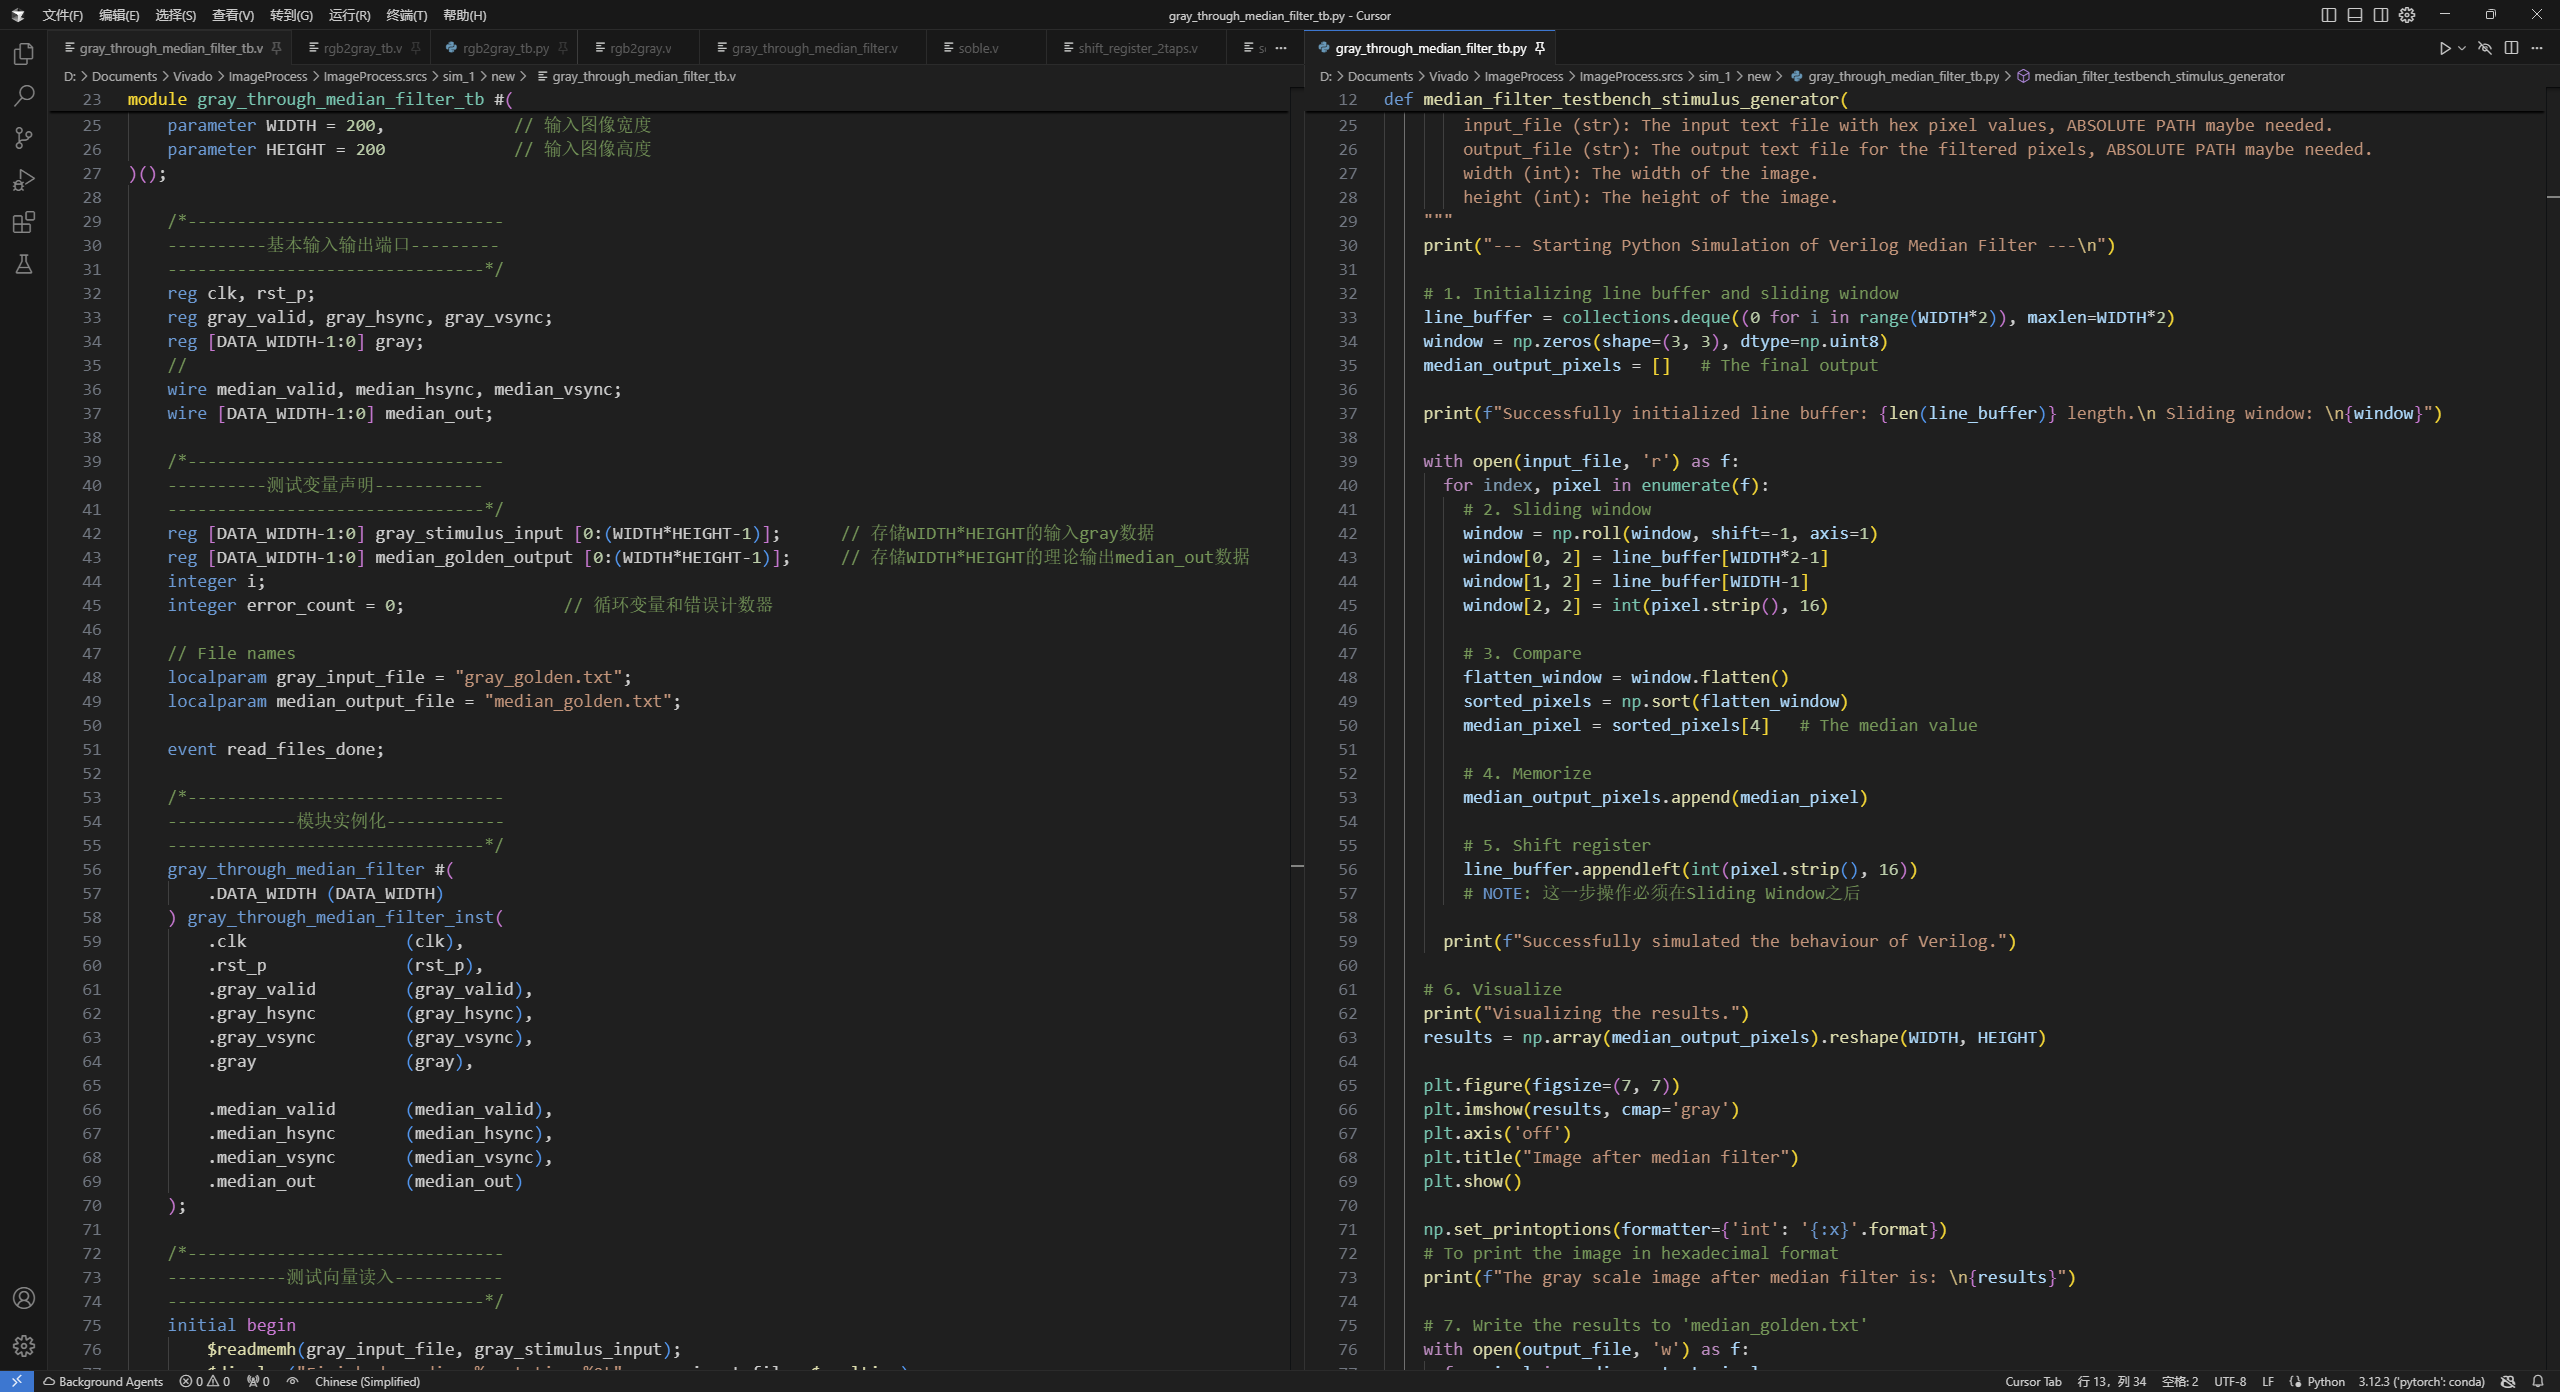 文件(F) 编辑(E) 选择(S) 查看(V) 转到(G) 运行(R) 终端(T) 帮助(H)
gray_through_median_filter_tb.py - Cursor
gray_through_median_filter_tb.v rgb2gray_tb.v rgb2gray_tb.py rgb2gray.v gray_through_median_filter.v soble.v shift_register_2taps.v
D: > Documents > Vivado > ImageProcess > ImageProcess.srcs > sim_1 > new > gray_through_median_filter_tb.v
23 module gray_through_median_filter_tb #(
25 parameter WIDTH = 200, // 输入图像宽度
26 parameter HEIGHT = 200 // 输入图像高度
27 )();
28
29 /*--------------------------------
30 ----------基本输入输出端口---------
31 --------------------------------*/
32 reg clk, rst_p;
33 reg gray_valid, gray_hsync, gray_vsync;
34 reg [DATA_WIDTH-1:0] gray;
35 //
36 wire median_valid, median_hsync, median_vsync;
37 wire [DATA_WIDTH-1:0] median_out;
38
39 /*--------------------------------
40 ----------测试变量声明-----------
41 --------------------------------*/
42 reg [DATA_WIDTH-1:0] gray_stimulus_input [0:(WIDTH*HEIGHT-1)]; // 存储WIDTH*HEIGHT的输入gray数据
43 reg [DATA_WIDTH-1:0] median_golden_output [0:(WIDTH*HEIGHT-1)]; // 存储WIDTH*HEIGHT的理论输出median_out数据
44 integer i;
45 integer error_count = 0; // 循环变量和错误计数器
46
47 // File names
48 localparam gray_input_file = "gray_golden.txt";
49 localparam median_output_file = "median_golden.txt";
50
51 event read_files_done;
52
53 /*--------------------------------
54 -------------模块实例化------------
55 --------------------------------*/
56 gray_through_median_filter #(
57 .DATA_WIDTH (DATA_WIDTH)
58 ) gray_through_median_filter_inst(
59 .clk (clk),
60 .rst_p (rst_p),
61 .gray_valid (gray_valid),
62 .gray_hsync (gray_hsync),
63 .gray_vsync (gray_vsync),
64 .gray (gray),
65
66 .median_valid (median_valid),
67 .median_hsync (median_hsync),
68 .median_vsync (median_vsync),
69 .median_out (median_out)
70 );
71
72 /*--------------------------------
73 ------------测试向量读入-----------
74 --------------------------------*/
75 initial begin
76 $readmemh(gray_input_file, gray_stimulus_input);
gray_through_median_filter_tb.py
D: > Documents > Vivado > ImageProcess > ImageProcess.srcs > sim_1 > new > gray_through_median_filter_tb.py > median_filter_testbench_stimulus_generator
12 def median_filter_testbench_stimulus_generator(
25 input_file (str): The input text file with hex pixel values, ABSOLUTE PATH maybe needed.
26 output_file (str): The output text file for the filtered pixels, ABSOLUTE PATH maybe needed.
27 width (int): The width of the image.
28 height (int): The height of the image.
29 """
30 print("--- Starting Python Simulation of Verilog Median Filter ---\n")
31
32 # 1. Initializing line buffer and sliding window
33 line_buffer = collections.deque((0 for i in range(WIDTH*2)), maxlen=WIDTH*2)
34 window = np.zeros(shape=(3, 3), dtype=np.uint8)
35 median_output_pixels = [] # The final output
36
37 print(f"Successfully initialized line buffer: {len(line_buffer)} length.\n Sliding window: \n{window}")
38
39 with open(input_file, 'r') as f:
40 for index, pixel in enumerate(f):
41 # 2. Sliding window
42 window = np.roll(window, shift=-1, axis=1)
43 window[0, 2] = line_buffer[WIDTH*2-1]
44 window[1, 2] = line_buffer[WIDTH-1]
45 window[2, 2] = int(pixel.strip(), 16)
46
47 # 3. Compare
48 flatten_window = window.flatten()
49 sorted_pixels = np.sort(flatten_window)
50 median_pixel = sorted_pixels[4] # The median value
51
52 # 4. Memorize
53 median_output_pixels.append(median_pixel)
54
55 # 5. Shift register
56 line_buffer.appendleft(int(pixel.strip(), 16))
57 # NOTE: 这一步操作必须在Sliding Window之后
58
59 print(f"Successfully simulated the behaviour of Verilog.")
60
61 # 6. Visualize
62 print("Visualizing the results.")
63 results = np.array(median_output_pixels).reshape(WIDTH, HEIGHT)
64
65 plt.figure(figsize=(7, 7))
66 plt.imshow(results, cmap='gray')
67 plt.axis('off')
68 plt.title("Image after median filter")
69 plt.show()
70
71 np.set_printoptions(formatter={'int': '{:x}'.format})
72 # To print the image in hexadecimal format
73 print(f"The gray scale image after median filter is: \n{results}")
74
75 # 7. Write the results to 'median_golden.txt'
76 with open(output_file, 'w') as f:
Background Agents 0 0 0 Chinese (Simplified) Cursor Tab 行 13，列 34 空格: 2 UTF-8 LF Python 3.12.3 ('pytorch': conda)